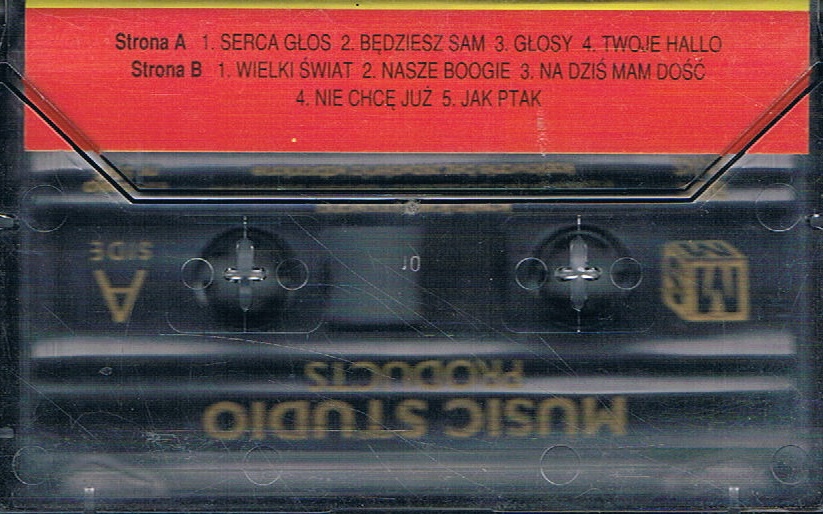 Strona A 1. SERCA GŁOS 2. BĘDZIESZ SAM 3. GŁOSY 4. TWOJE HALLO
Strona B 1. WIELKI ŚWIAT 2. NASZE BOOGIE 3. NA DZIŚ MAM DOŚĆ
4. NIE CHCĘ JUŻ 5. JAK PTAK
MUSIC STUDIO
PRODUCTS
SIDE
A